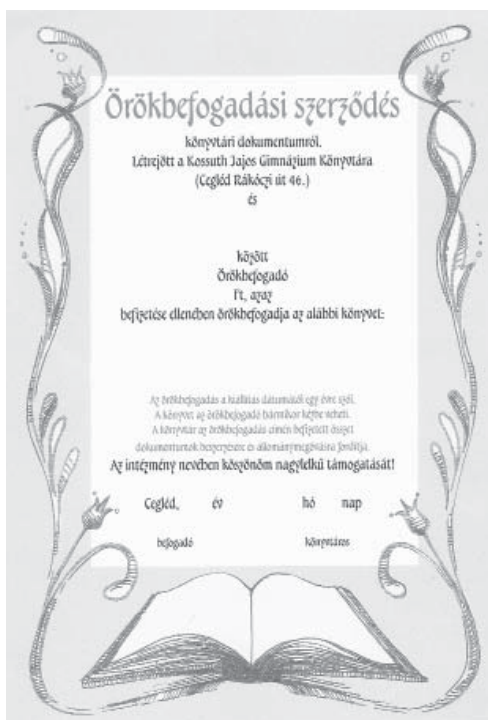 Örökbefogadási szerződés
könyvtári dokumentumról.
Létrejött a Kossuth Jajos Gimnázium Könyvtára
(Cegléd Rákóczi út 46.)
és
között
Örökbefogadó
Ft, azaz
befizetése ellenében örökbefogadja az alábbi könyvet:
Az örökbefogadás a kiállítás dátumától egy évre szól.
A könyvet az örökbefogadó bármikor kézbe veheti.
A könyvtár az örökbefogadás címén befizetett összet
dokumentumok beszerzésére és állománymegóvásra fordítja.
Az intézmény nevében köszönöm nagylelkű támogatását!
Cegléd, év hó nap
befogadó könyvtáros